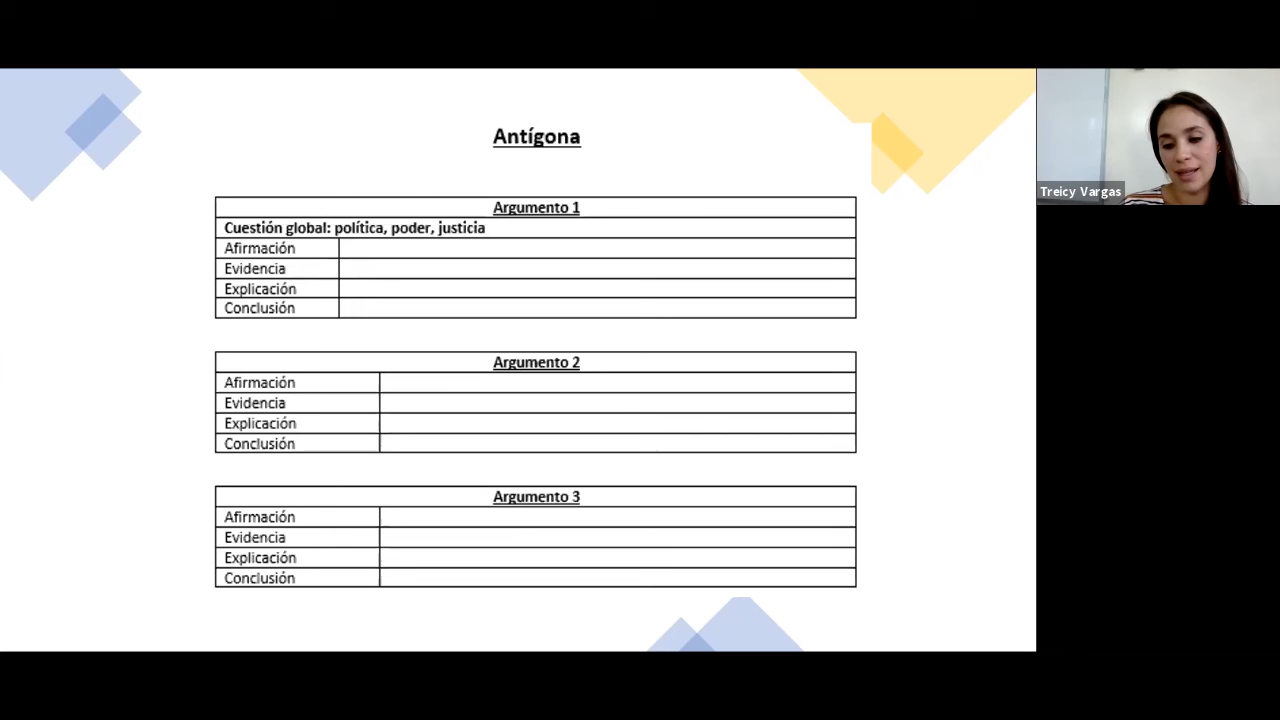 Antígona
Argumento 1
Cuestión global: política, poder, justicia
Afirmación
Evidencia
Explicación
Conclusión
Argumento 2
Afirmación
Evidencia
Explicación
Conclusión
Argumento 3
Afirmación
Evidencia
Explicación
Conclusión
Treicy Vargas